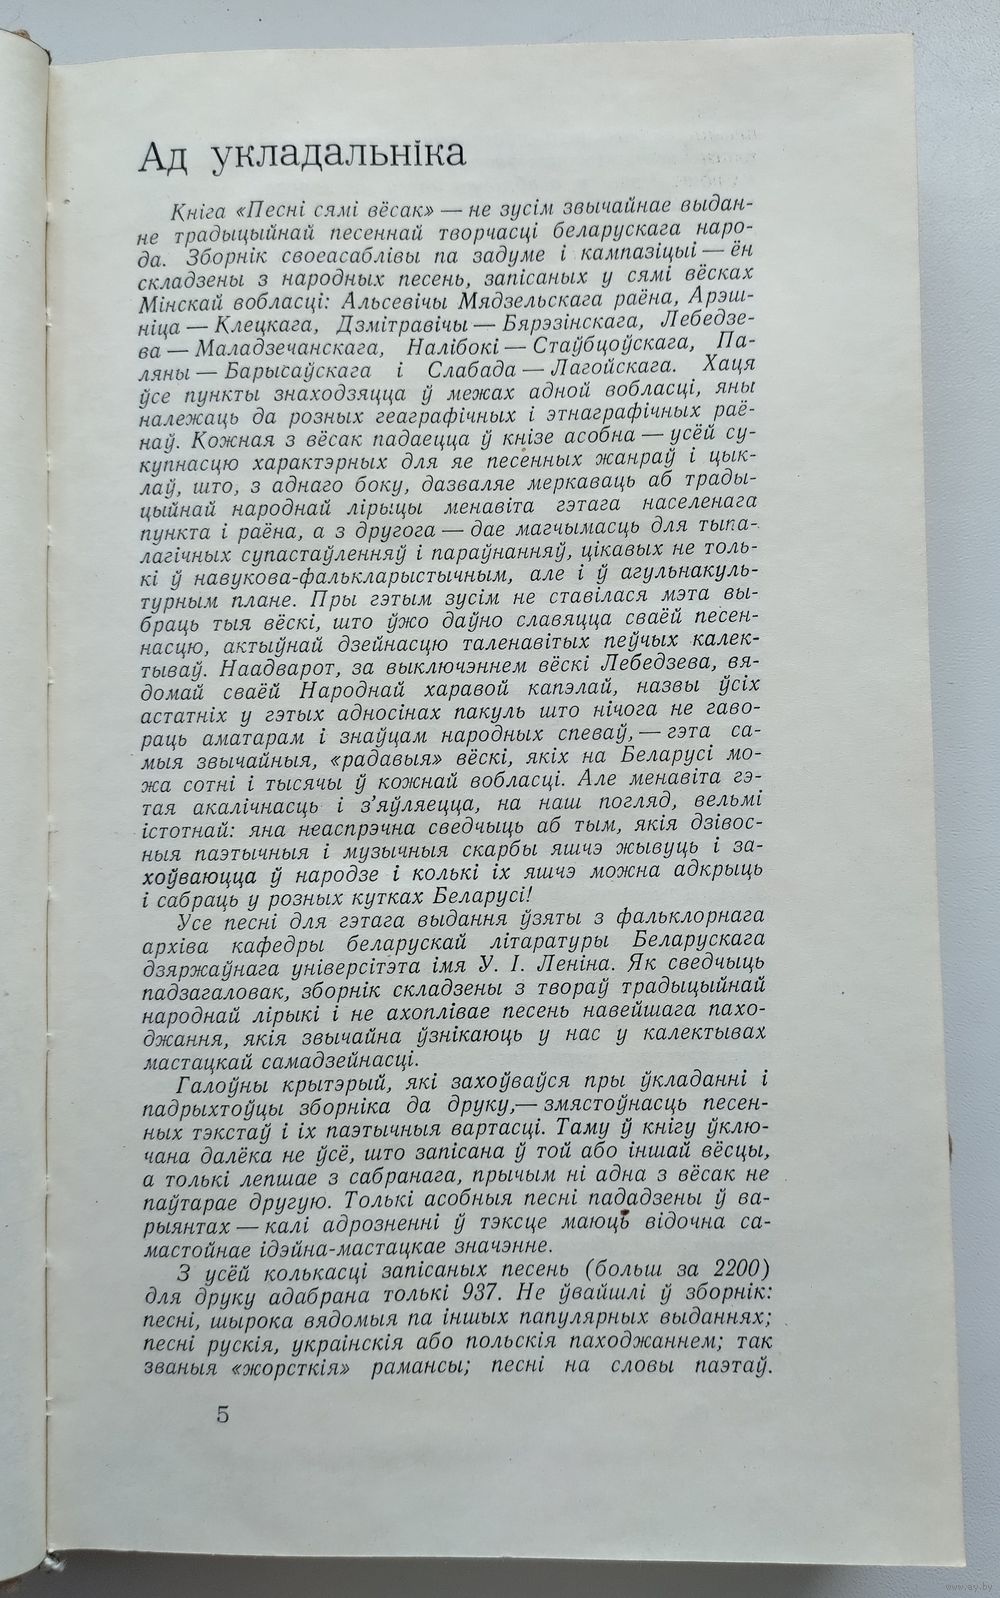 Ад укладальніка
Кніга «Песні сямі вёсак» — не зусім звычайнае выдан-
не традыцыйнай песеннай творчасці беларускага наро-
да. Зборнік своеасаблівы па задуме і кампазіцыі — ён
складзены з народных песень, запісаных у сямі вёсках
Мінскай вобласці: Альсевічы Мядзельскага раёна, Арэш-
ніца — Клецкага, Дзмітравічы — Бярэзінскага, Лебедзе-
ва — Маладзечанскага, Налібокі — Стаўбцоўскага, Па-
ляны — Барысаўскага і Слабада — Лагойскага. Хаця
ўсе пункты знаходзяцца ў межах адной вобласці, яны
належаць да розных геаграфічных і этнаграфічных раё-
наў. Кожная з вёсак падаецца ў кнізе асобна — усёй су-
купнасцю характэрных для яе песенных жанраў і цык-
лаў, што, з аднаго боку, дазваляе меркаваць аб трады-
цыйнай народнай лірыцы менавіта гэтага населенага
пункта і раёна, а з другога — дае магчымасць для тыпа-
лагічных супастаўленняў і параўнанняў, цікавых не толь-
кі ў навукова-фалькларыстычным, але і ў агульнакуль-
турным плане. Пры гэтым зусім не ставілася мэта вы-
браць тыя вёскі, што ўжо даўно славяцца сваёй песен-
насцю, актыўнай дзейнасцю таленавітых пеўчых калек-
тываў. Наадварот, за выключэннем вёскі Лебедзева, вя-
домай сваёй Народнай харавой капэлай, назвы ўсіх
астатніх у гэтых адносінах пакуль што нічога не гаво-
раць аматарам і знаўцам народных спеваў, — гэта са-
мыя звычайныя, «радавыя» вёскі, якіх на Беларусі мо-
жа сотні і тысячы ў кожнай вобласці. Але менавіта гэ-
тая акалічнасць і з’яўляецца, на наш погляд, вельмі
істотнай: яна неаспрэчна сведчыць аб тым, якія дзівос-
ныя паэтычныя і музычныя скарбы яшчэ жывуць і за-
хоўваюцца ў народзе і колькі іх яшчэ можна адкрыць
і сабраць у розных кутках Беларусі!
Усе песні для гэтага выдання ўзяты з фальклорнага
архіва кафедры беларускай літаратуры Беларускага
дзяржаўнага універсітэта імя У. І. Леніна. Як сведчыць
падзагаловак, зборнік складзены з твораў традыцыйнай
народнай лірыкі і не ахоплівае песень навейшага пахо-
джання, якія звычайна ўзнікаюць у нас у калектывах
мастацкай самадзейнасці.
Галоўны крытэрый, які захоўваўся пры ўкладанні і
падрыхтоўцы зборніка да друку,— змястоўнасць песен-
ных тэкстаў і іх паэтычныя вартасці. Таму ў кнігу ўклю-
чана далёка не ўсё, што запісана ў той або іншай вёсцы,
а толькі лепшае з сабранага, прычым ні адна з вёсак не
паўтарае другую. Толькі асобныя песні пададзены ў ва-
рыянтах — калі адрозненні ў тэксце маюць відочна са-
мастойнае ідэйна-мастацкае значэнне.
З усёй колькасці запісаных песень (больш за 2200)
для друку адабрана толькі 937. Не ўвайшлі ў зборнік:
песні, шырока вядомыя па іншых папулярных выданнях;
песні рускія, украінскія або польскія паходжаннем; так
званыя «жорсткія» рамансы; песні на словы паэтаў.
5
www.ay.by